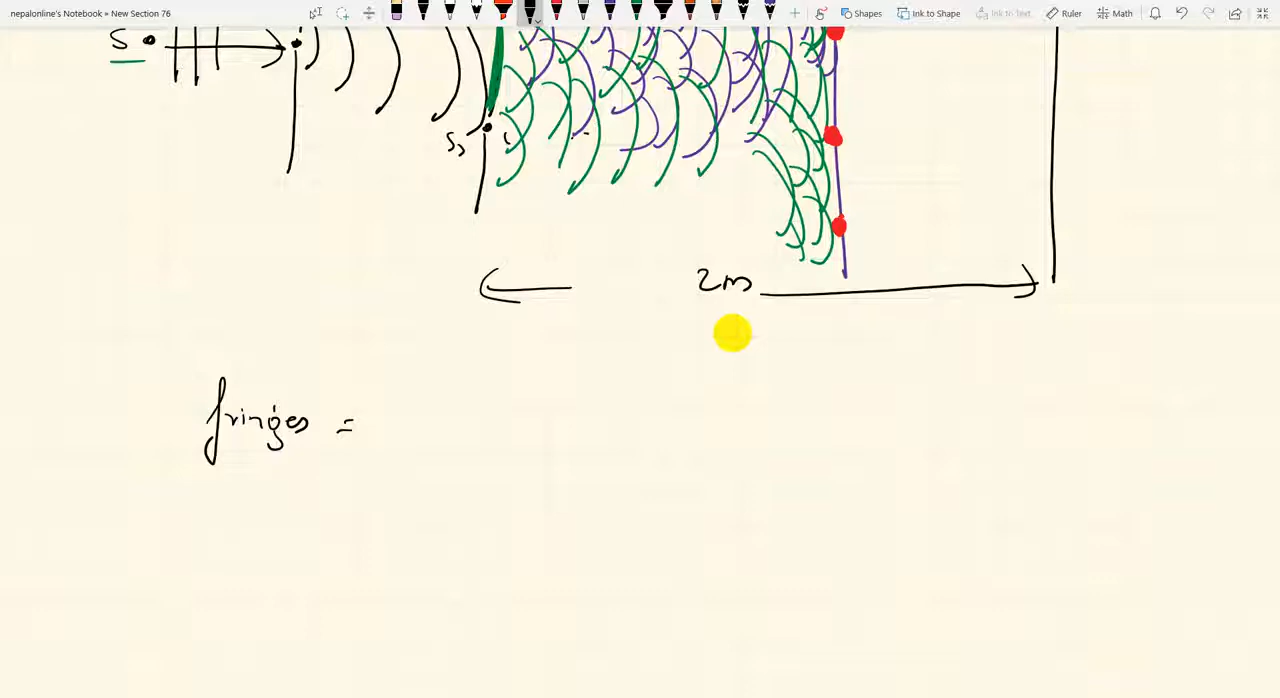 nepalonline's Notebook » New Section 76
Shapes
Ink to Shape
Ink to Text
Ruler
Math
S
S₂
2m
fringes =